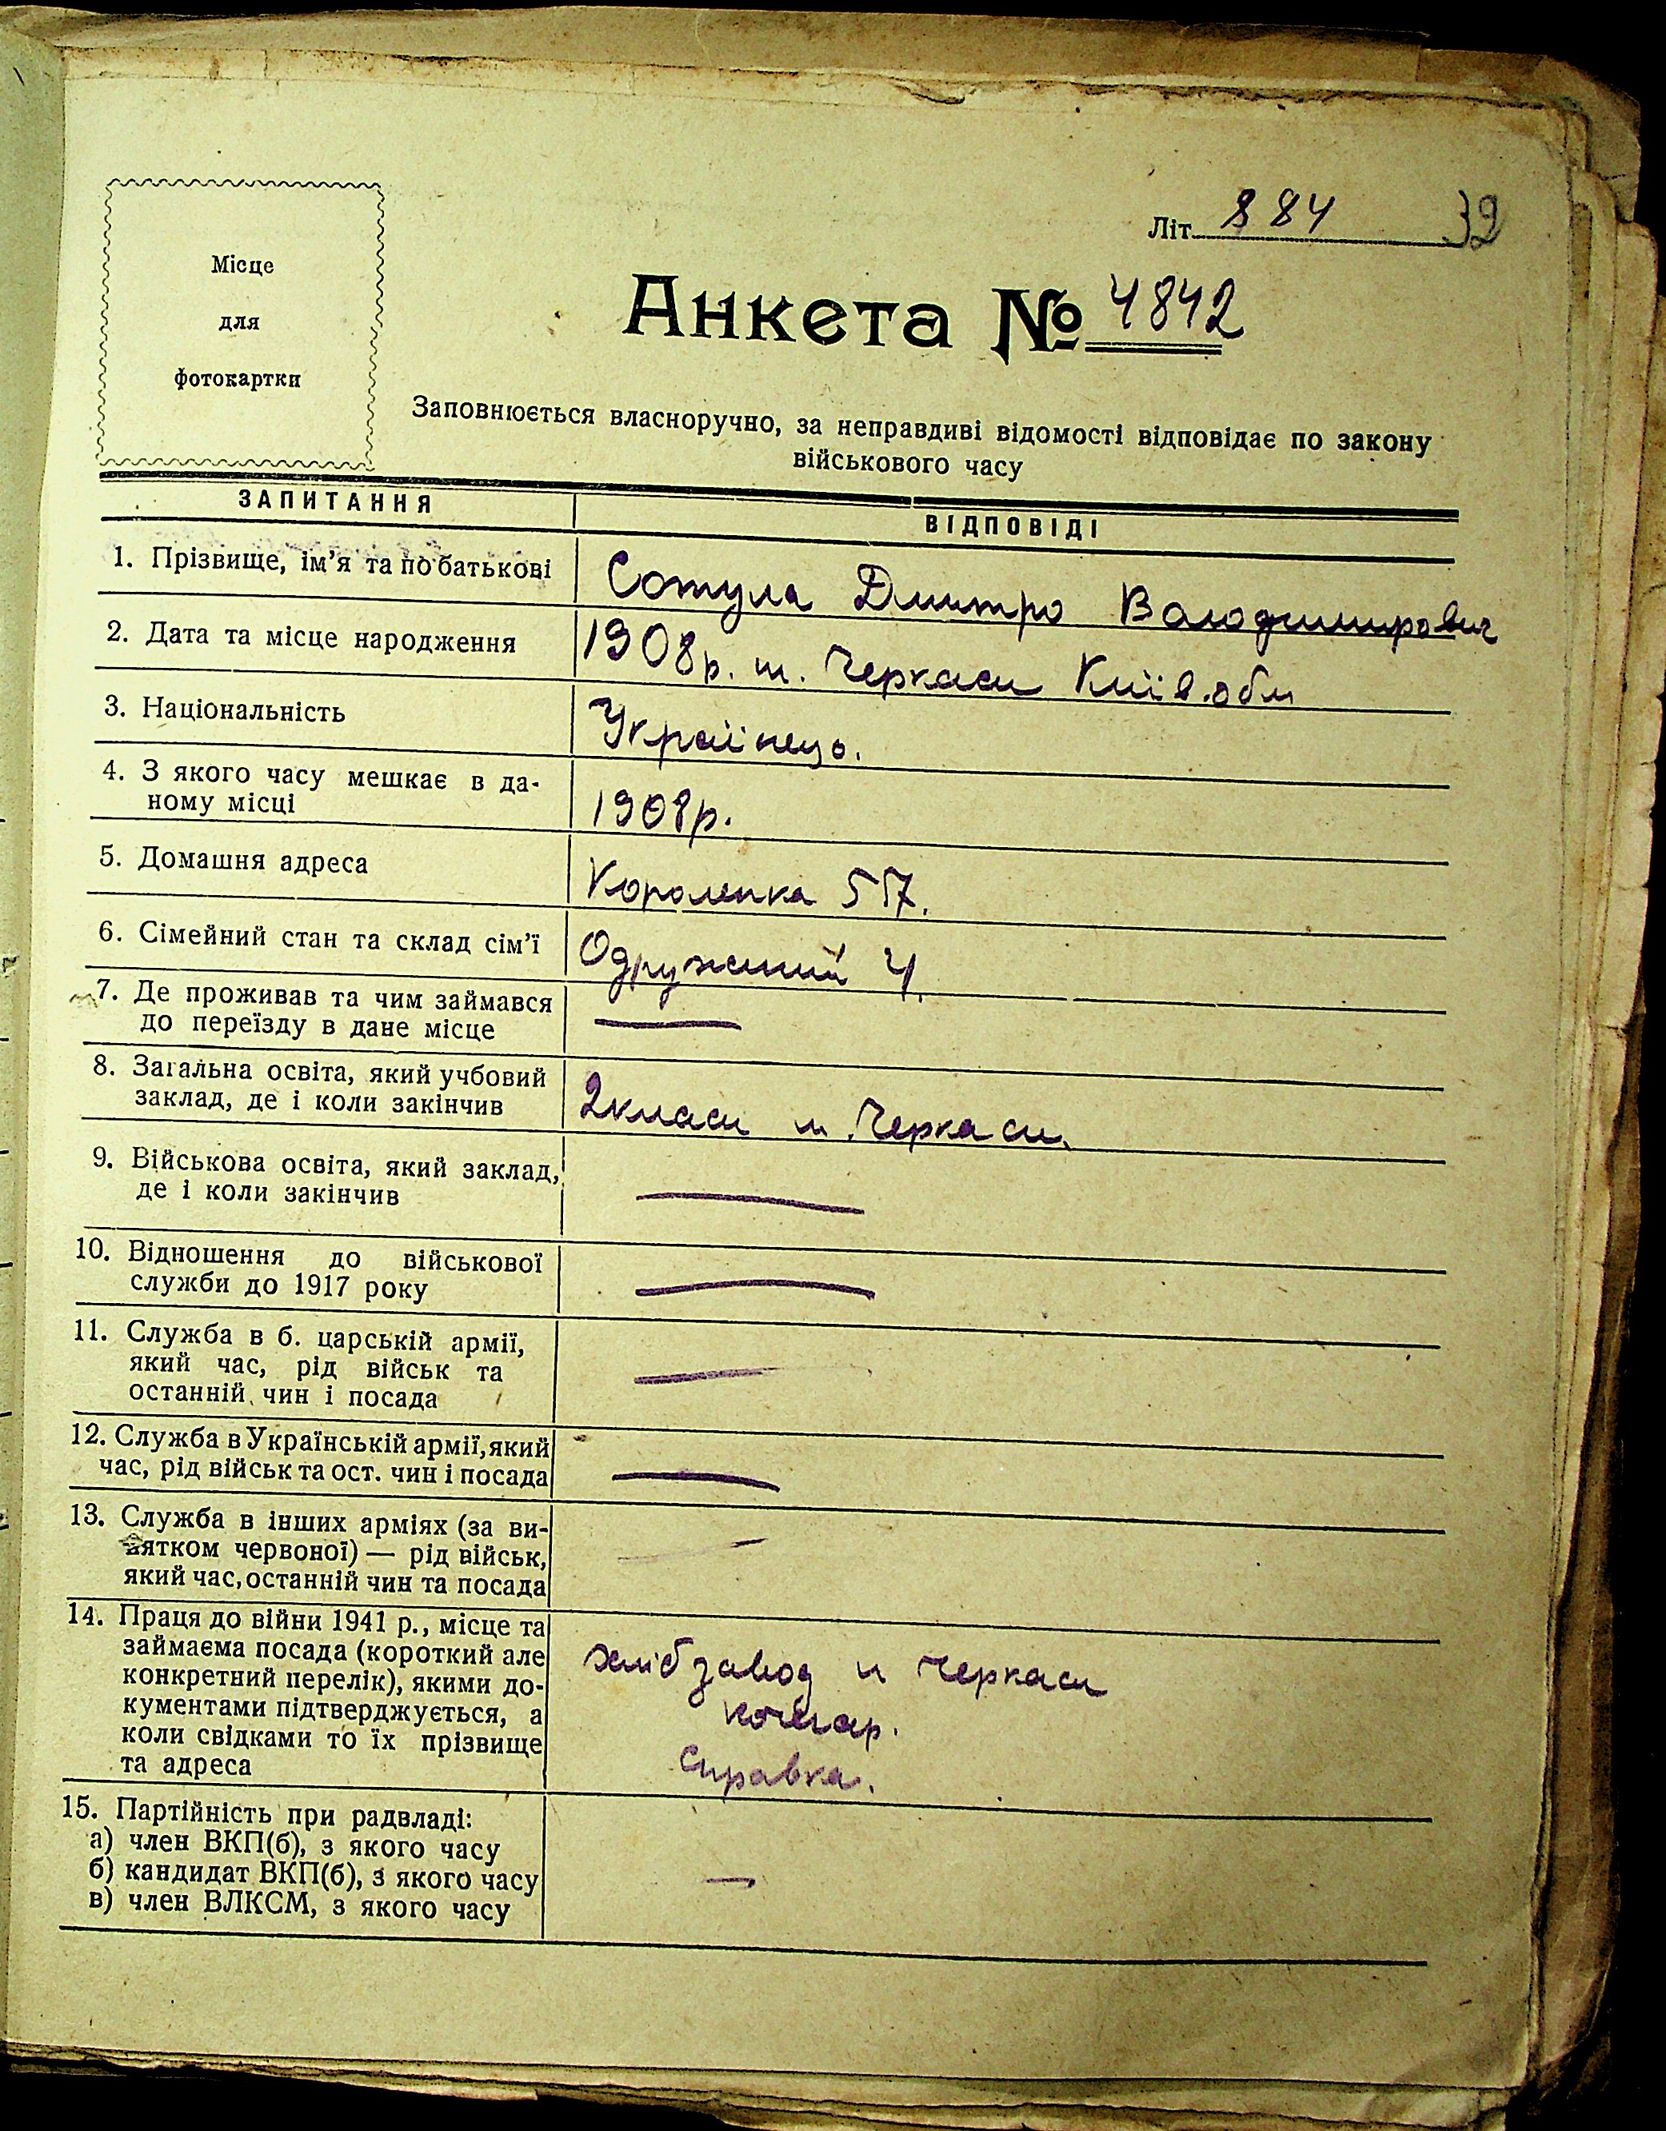 Літ. 884 39
Місце
для
фотокартки
Анкета № 4842
Заповнюється власноручно, за неправдиві відомості відповідає по закону
військового часу
ЗАПИТАННЯ ВІДПОВІДІ
1. Прізвище, ім'я та по батькові Сотула Дмитро Володимирович
2. Дата та місце народження 1908 р. м. Черкаси Київ. обл
3. Національність Українець.
4. З якого часу мешкає в да-
ному місці 1908 р.
5. Домашня адреса Короленка 57.
6. Сімейний стан та склад сім'ї Одружений 4.
7. Де проживав та чим займався
до переїзду в дане місце —
8. Загальна освіта, який учбовий
заклад, де і коли закінчив 2 класи м. Черкаси.
9. Військова освіта, який заклад,
де і коли закінчив —
10. Відношення до військової
служби до 1917 року —
11. Служба в б. царській армії,
який час, рід військ та
останній чин і посада —
12. Служба в Українській армії, який
час, рід військ та ост. чин і посада —
13. Служба в інших арміях (за ви-
нятком червоної) — рід військ,
який час, останній чин та посада —
14. Праця до війни 1941 р., місце та
займаєма посада (короткий але
конкретний перелік), якими до-
кументами підтверджується, а
коли свідками то їх прізвище
та адреса
хлібзавод м Черкаси
кочегар.
Справка.
15. Партійність при радвладі:
а) член ВКП(б), з якого часу
б) кандидат ВКП(б), з якого часу —
в) член ВЛКСМ, з якого часу